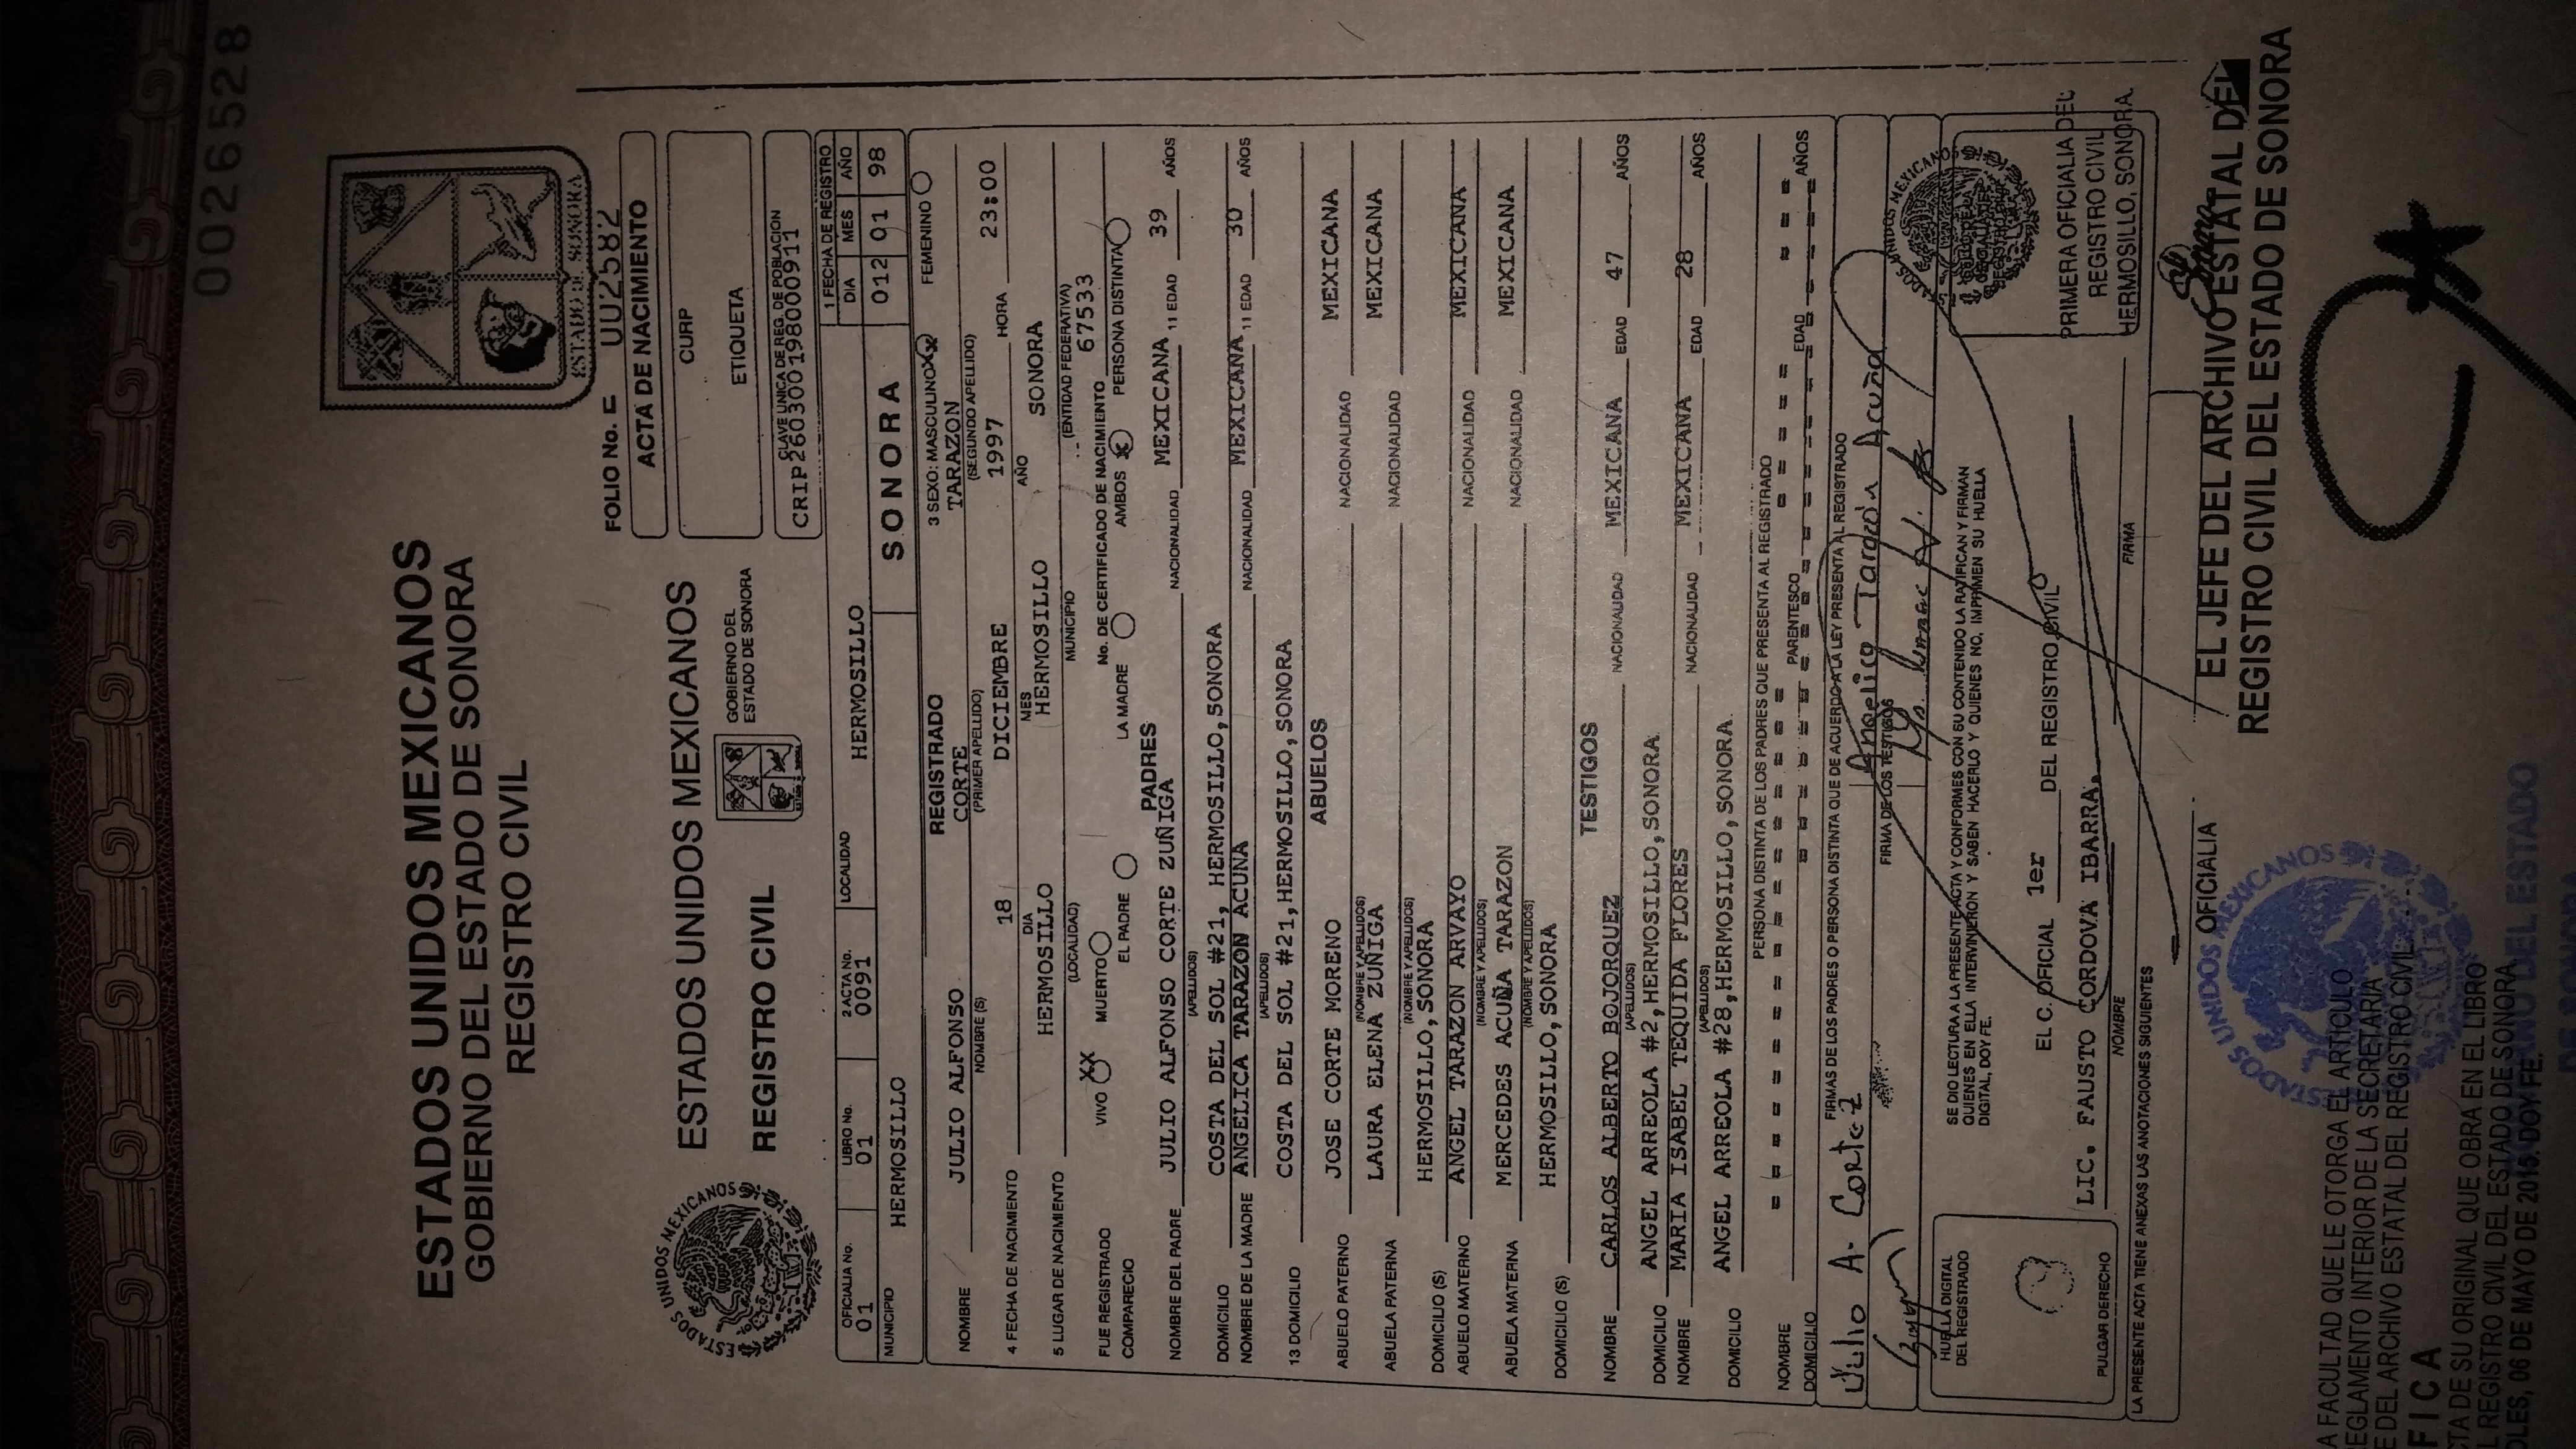 0026528
ESTADOS UNIDOS MEXICANOS
GOBIERNO DEL ESTADO DE SONORA
REGISTRO CIVIL
ESTADO DE SONORA
FOLIO No. 002582
ACTA DE NACIMIENTO
ESTADOS UNIDOS MEXICANOS
ESTADOS UNIDOS MEXICANOS
CURP
GOBIERNO DEL
ESTADO DE SONORA
ETIQUETA
REGISTRO CIVIL
CLAVE UNICA DE REG. DE POBLACION
CRIP260300198000911
1 FECHA DE REGISTRO
OFICIALIA No. LIBRO No. 2 ACTA No. LOCALIDAD DIA MES AÑO
01 01 0091 HERMOSILLO
MUNICIPIO HERMOSILLO SONORA 012 01 98
REGISTRADO 3 SEXO: MASCULINO FEMENINO
NOMBRE JULIO ALFONSO CORTE TARAZON
NOMBRE (S) (PRIMER APELLIDO) (SEGUNDO APELLIDO)
4 FECHA DE NACIMIENTO 18 DICIEMBRE 1997 HORA 23:00
DIA MES AÑO
5 LUGAR DE NACIMIENTO HERMOSILLO HERMOSILLO SONORA
(LOCALIDAD) MUNICIPIO (ENTIDAD FEDERATIVA)
FUE REGISTRADO VIVO XX MUERTO No. DE CERTIFICADO DE NACIMIENTO 67533
COMPARECIO EL PADRE LA MADRE AMBOS X PERSONA DISTINTA
PADRES
NOMBRE DEL PADRE JULIO ALFONSO CORTE ZUÑIGA NACIONALIDAD MEXICANA 11 EDAD 39 AÑOS
(APELLIDOS)
DOMICILIO COSTA DEL SOL #21, HERMOSILLO,SONORA
NOMBRE DE LA MADRE ANGELICA TARAZON ACUÑA NACIONALIDAD MEXICANA 11 EDAD 30 AÑOS
(APELLIDOS)
13 DOMICILIO COSTA DEL SOL #21,HERMOSILLO,SONORA
ABUELOS
ABUELO PATERNO JOSE CORTE MORENO NACIONALIDAD MEXICANA
(NOMBRE Y APELLIDOS)
ABUELA PATERNA LAURA ELENA ZUÑIGA NACIONALIDAD MEXICANA
(NOMBRE Y APELLIDOS)
DOMICILIO (S) HERMOSILLO,SONORA
ABUELO MATERNO ANGEL TARAZON ARVAYO NACIONALIDAD MEXICANA
(NOMBRE Y APELLIDOS)
ABUELA MATERNA MERCEDES ACUÑA TARAZON NACIONALIDAD MEXICANA
(NOMBRE Y APELLIDOS)
DOMICILIO (S) HERMOSILLO,SONORA
TESTIGOS
NOMBRE CARLOS ALBERTO BOJORQUEZ NACIONALIDAD MEXICANA EDAD 47 AÑOS
(APELLIDOS)
DOMICILIO ANGEL ARREOLA #2,HERMOSILLO,SONORA.
NOMBRE MARIA ISABEL TEQUIDA FLORES NACIONALIDAD MEXICANA EDAD 28 AÑOS
(APELLIDOS)
DOMICILIO ANGEL ARREOLA #28,HERMOSILLO,SONORA.
PERSONA DISTINTA DE LOS PADRES QUE PRESENTA AL REGISTRADO
NOMBRE PARENTESCO EDAD AÑOS
DOMICILIO
FIRMAS DE LOS PADRES O PERSONA DISTINTA QUE DE ACUERDO A LA LEY PRESENTA AL REGISTRADO
Julio A. Cortez Angelica Tarazón Acuña
FIRMA DE LOS TESTIGOS
HUELLA DIGITAL
DEL REGISTRADO
SE DIO LECTURA A LA PRESENTE ACTA Y CONFORMES CON SU CONTENIDO LA RATIFICAN Y FIRMAN
QUIENES EN ELLA INTERVINIERON Y SABEN HACERLO Y QUIENES NO, IMPRIMEN SU HUELLA
DIGITAL, DOY FE.
EL C. OFICIAL 1er DEL REGISTRO CIVIL
LIC. FAUSTO CORDOVA IBARRA.
PULGAR DERECHO
NOMBRE FIRMA
PRIMERA OFICIALIA DEL
REGISTRO CIVIL
HERMOSILLO, SONORA.
LA PRESENTE ACTA TIENE ANEXAS LAS ANOTACIONES SIGUIENTES
OFICIALIA
EL JEFE DEL ARCHIVO ESTATAL DEL
REGISTRO CIVIL DEL ESTADO DE SONORA
ESTADOS UNIDOS MEXICANOS
A FACULTAD QUE LE OTORGA EL ARTICULO
EGLAMENTO INTERIOR DE LA SECRETARIA
E DEL ARCHIVO ESTATAL DEL REGISTRO CIVIL
FICA
CTA DE SU ORIGINAL QUE OBRA EN EL LIBRO
L REGISTRO CIVIL DEL ESTADO DE SONORA
OLES, 06 DE MAYO DE 2015. DOY FE.
DEL ESTADO
DE SONORA